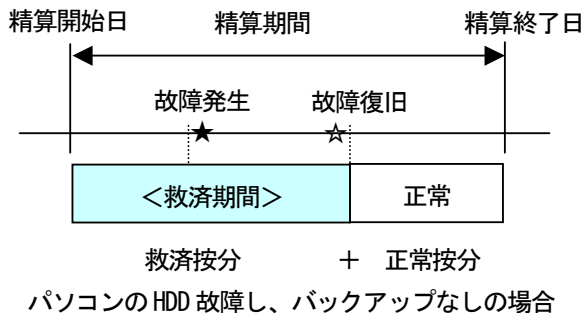 精算開始日 精算期間 精算終了日
故障発生 故障復旧
★ ☆
<救済期間> 正常
救済按分 + 正常按分
パソコンのHDD故障し、バックアップなしの場合